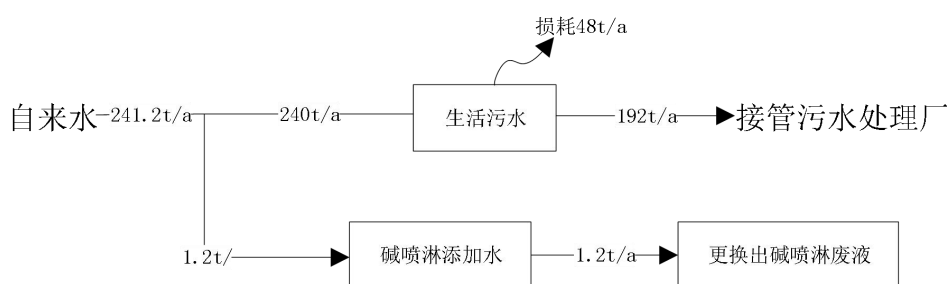 损耗48t/a
自来水 241.2t/a 240t/a 生活污水 192t/a 接管污水处理厂
1.2t/ 碱喷淋添加水 1.2t/a 更换出碱喷淋废液